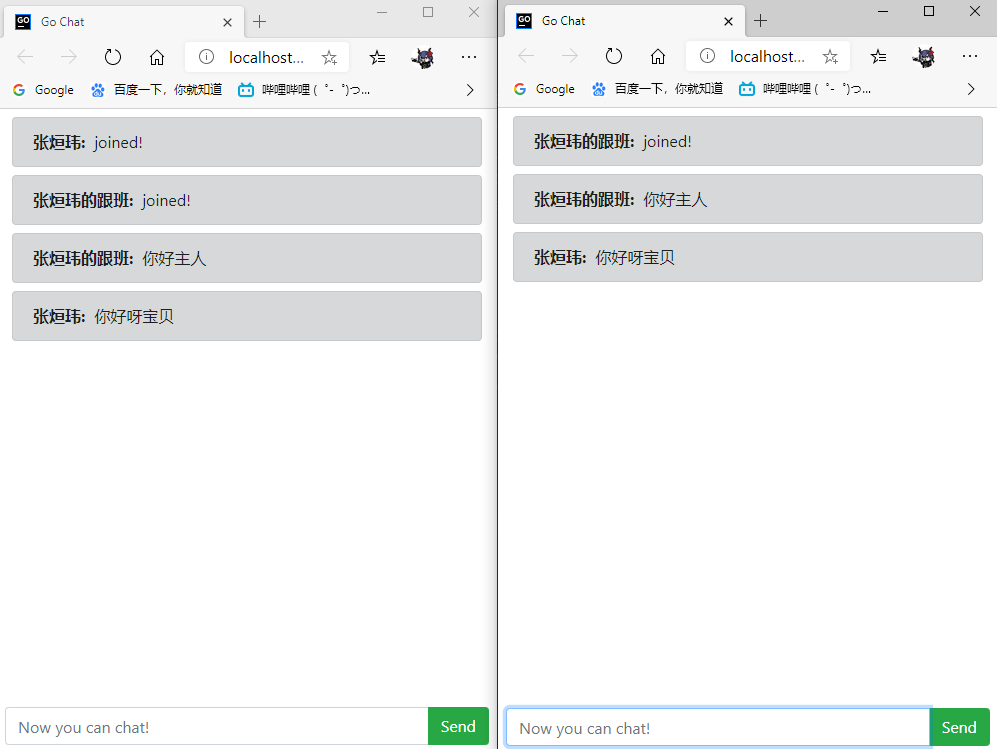 Go Chat
localhost...
Google
百度一下，你就知道
哔哩哔哩 ( ゜- ゜)つ...
张烜玮: joined!
张烜玮的跟班: joined!
张烜玮的跟班: 你好主人
张烜玮: 你好呀宝贝
Now you can chat!
Send
Go Chat
localhost...
Google
百度一下，你就知道
哔哩哔哩 ( ゜- ゜)つ...
张烜玮的跟班: joined!
张烜玮的跟班: 你好主人
张烜玮: 你好呀宝贝
Now you can chat!
Send